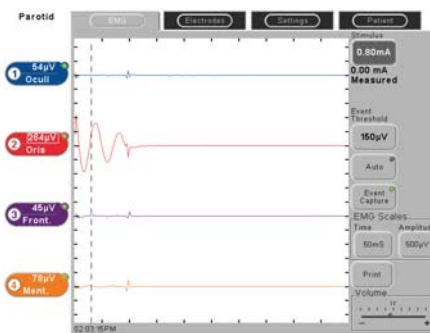 Parotid
EMG
Electrodes
Settings
Patient
Stimulus
0.80mA
0.00 mA
Measured
1
54µV
Oculi
2
264µV
Oris
3
45µV
Front.
4
78µV
Ment.
Event
Threshold
150µV
Auto
Event
Capture
EMG Scales
Time
Amplitud
50mS
500µV
Print
Volume
17
02:03:15PM